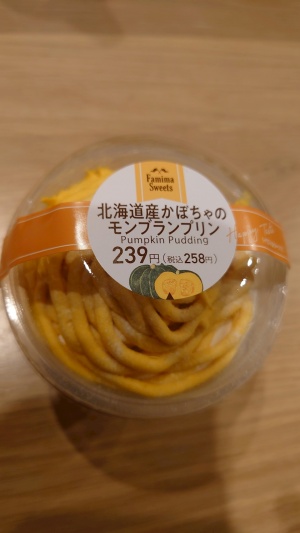 Famima
Sweets
北海道産かぼちゃの
モンブランプリン
Pumpkin Pudding
239円(税込258円)